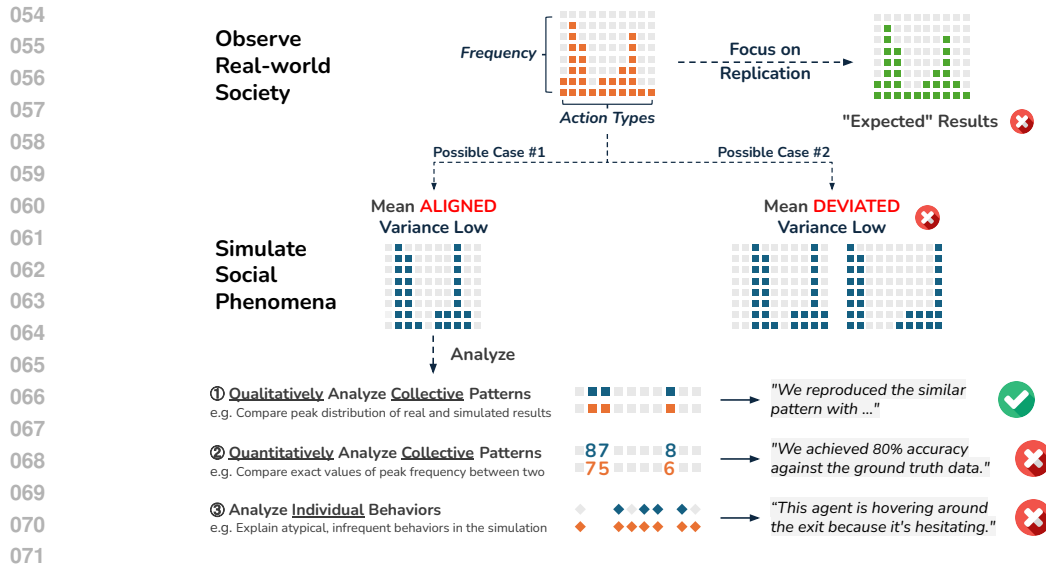 054
055
056
057
058
059
060
061
062
063
064
065
066
067
068
069
070
071
Observe
Real-world
Society
Frequency
Action Types
Focus on
Replication
"Expected" Results
Possible Case #1
Possible Case #2
Mean ALIGNED
Variance Low
Mean DEVIATED
Variance Low
Simulate
Social
Phenomena
Analyze
① Qualitatively Analyze Collective Patterns
e.g. Compare peak distribution of real and simulated results
"We reproduced the similar
pattern with ..."
② Quantitatively Analyze Collective Patterns
e.g. Compare exact values of peak frequency between two
87 8
75 6
"We achieved 80% accuracy
against the ground truth data."
③ Analyze Individual Behaviors
e.g. Explain atypical, infrequent behaviors in the simulation
“This agent is hovering around
the exit because it's hesitating."